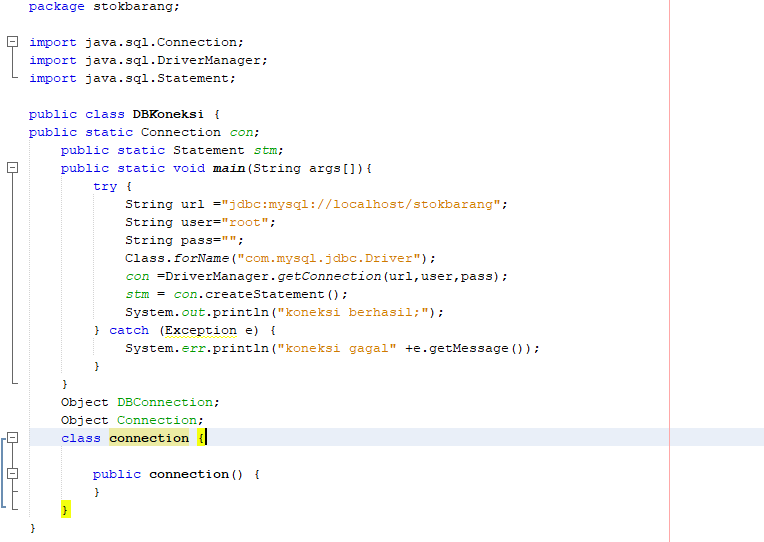 package stokbarang;
import java.sql.Connection;
import java.sql.DriverManager;
import java.sql.Statement;
public class DBKoneksi {
public static Connection con;
public static Statement stm;
public static void main(String args[]){
try {
String url ="jdbc:mysql://localhost/stokbarang";
String user="root";
String pass="";
Class.forName("com.mysql.jdbc.Driver");
con =DriverManager.getConnection(url,user,pass);
stm = con.createStatement();
System.out.println("koneksi berhasil;");
} catch (Exception e) {
System.err.println("koneksi gagal" +e.getMessage());
}
}
Object DBConnection;
Object Connection;
class connection {
public connection() {
}
}
}